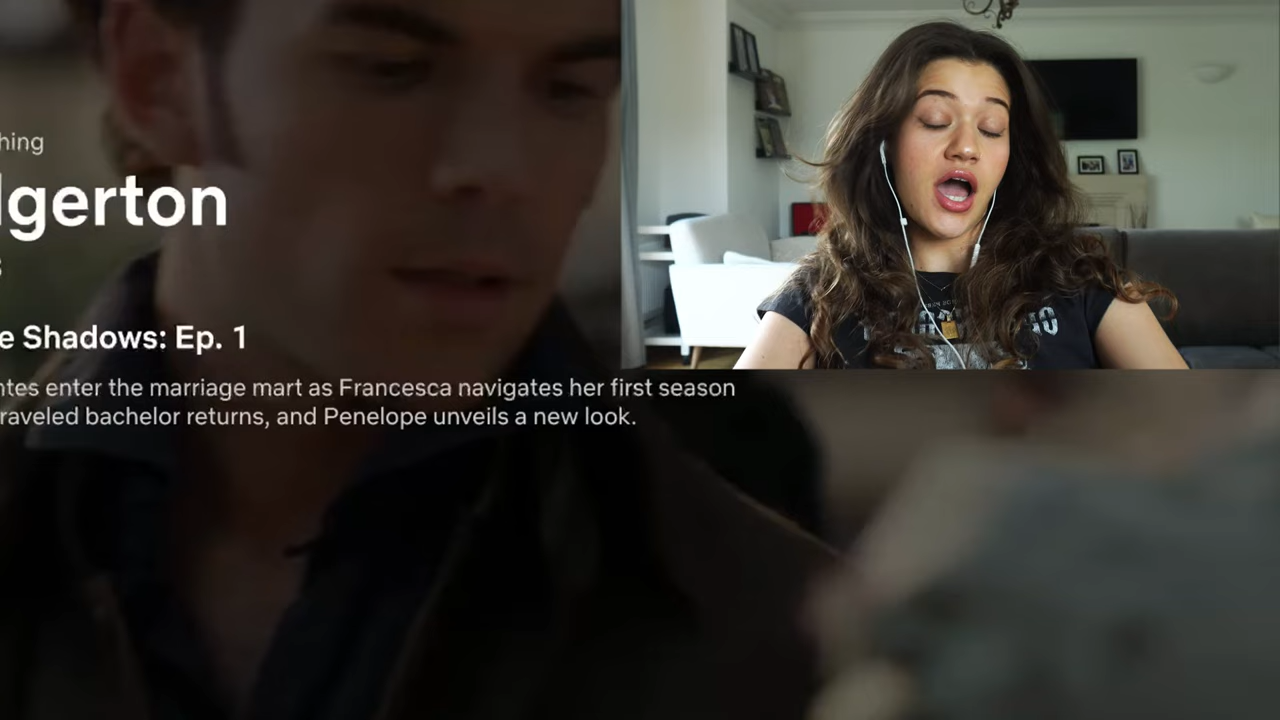 hing
lgerton
e Shadows: Ep. 1
ntes enter the marriage mart as Francesca navigates her first season
raveled bachelor returns, and Penelope unveils a new look.